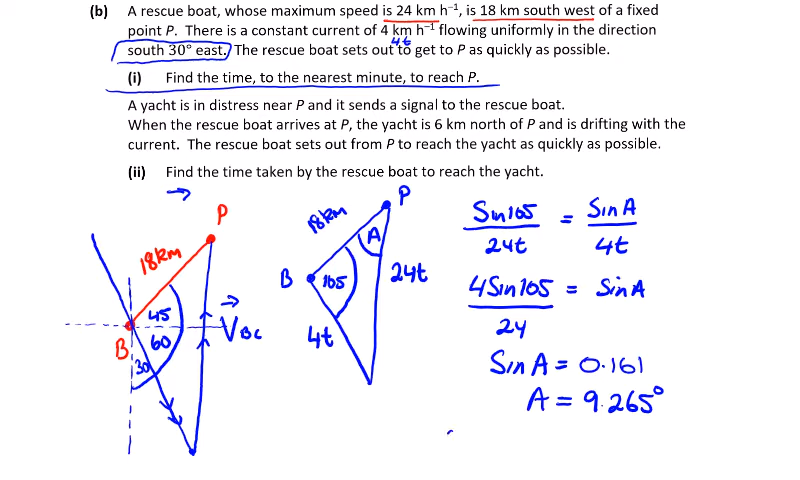 (b) A rescue boat, whose maximum speed is 24 km h⁻¹, is 18 km south west of a fixed
point P. There is a constant current of 4 km h⁻¹ flowing uniformly in the direction
4t
south 30° east. The rescue boat sets out to get to P as quickly as possible.
(i) Find the time, to the nearest minute, to reach P.
A yacht is in distress near P and it sends a signal to the rescue boat.
When the rescue boat arrives at P, the yacht is 6 km north of P and is drifting with the
current. The rescue boat sets out from P to reach the yacht as quickly as possible.
(ii) Find the time taken by the rescue boat to reach the yacht.
P
18km
45
60
B
30
V BC
P
18km
A
B
105
24t
4t
Sin105 = SinA
24t 4t
4Sin105 = SinA
24
SinA = 0.161
A = 9.265°